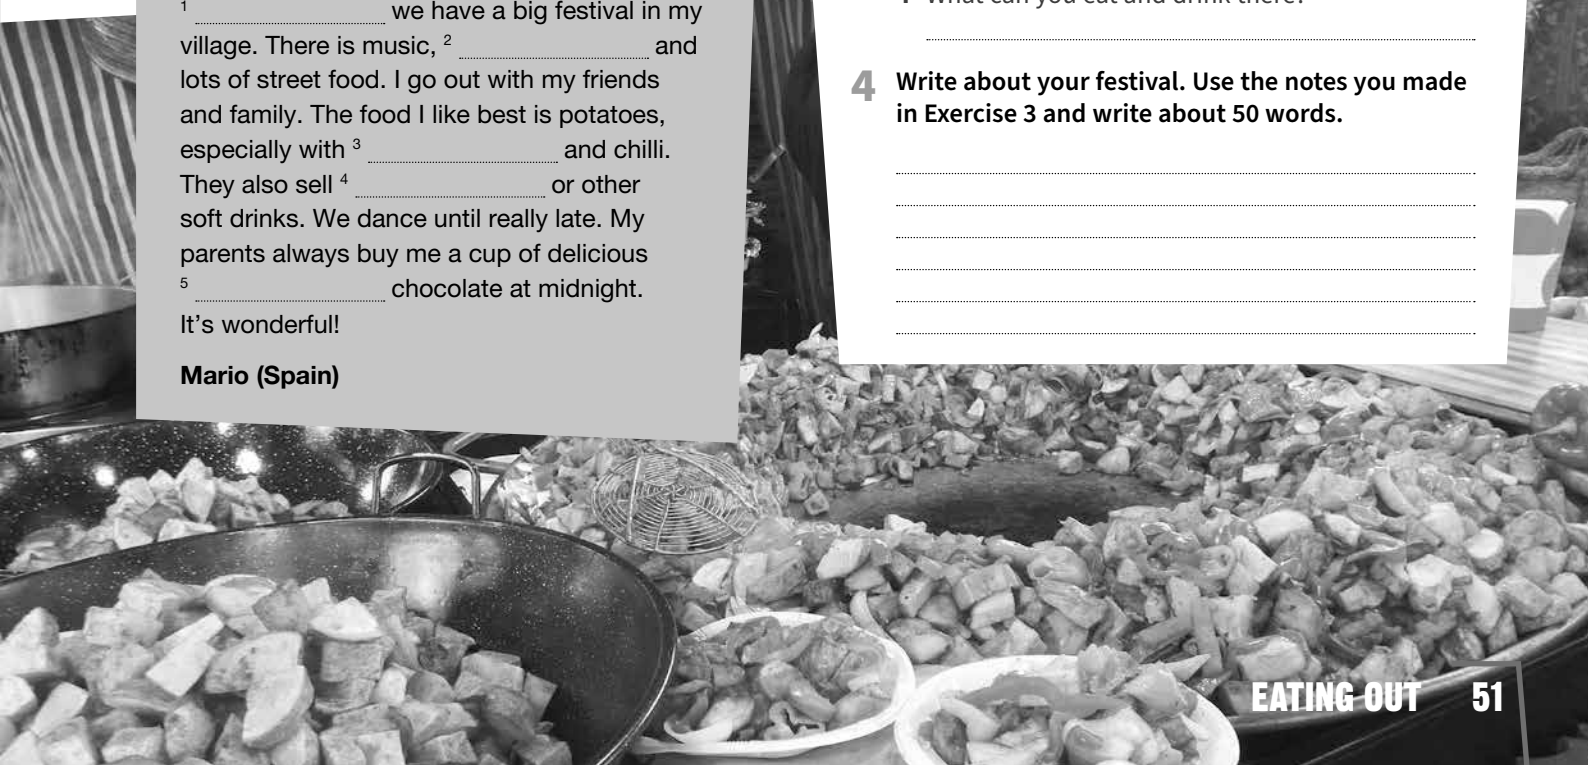 1 .................... we have a big festival in my
village. There is music, 2 .................... and
lots of street food. I go out with my friends
and family. The food I like best is potatoes,
especially with 3 .................... and chilli.
They also sell 4 .................... or other
soft drinks. We dance until really late. My
parents always buy me a cup of delicious
5 .................... chocolate at midnight.
It's wonderful!
Mario (Spain)
What can you eat and drink there?
4 Write about your festival. Use the notes you made
in Exercise 3 and write about 50 words.
EATING OUT 51